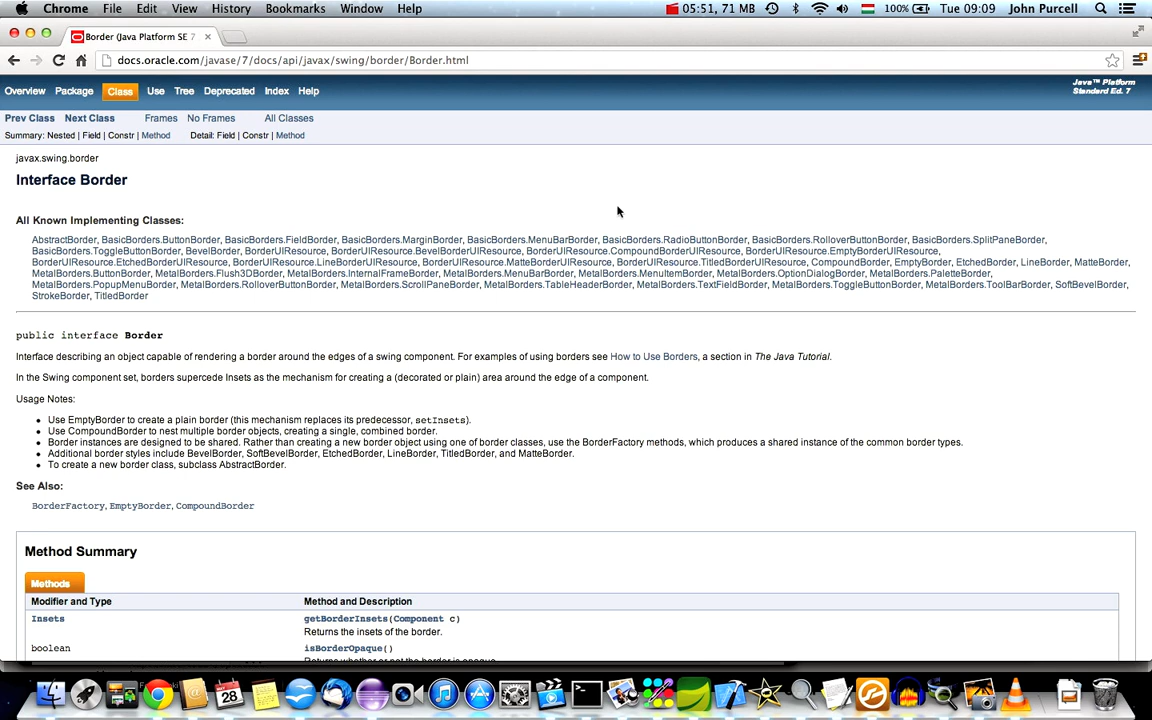 Chrome File Edit View History Bookmarks Window Help 05:51, 71 MB 100% Tue 09:09 John Purcell
Border (Java Platform SE 7
docs.oracle.com/javase/7/docs/api/javax/swing/border/Border.html
Overview Package Class Use Tree Deprecated Index Help
Java™ Platform
Standard Ed. 7
Prev Class Next Class Frames No Frames All Classes
Summary: Nested | Field | Constr | Method Detail: Field | Constr | Method
javax.swing.border
Interface Border
All Known Implementing Classes:
AbstractBorder, BasicBorders.ButtonBorder, BasicBorders.FieldBorder, BasicBorders.MarginBorder, BasicBorders.MenuBarBorder, BasicBorders.RadioButtonBorder, BasicBorders.RolloverButtonBorder, BasicBorders.SplitPaneBorder,
BasicBorders.ToggleButtonBorder, BevelBorder, BorderUIResource, BorderUIResource.BevelBorderUIResource, BorderUIResource.CompoundBorderUIResource, BorderUIResource.EmptyBorderUIResource,
BorderUIResource.EtchedBorderUIResource, BorderUIResource.LineBorderUIResource, BorderUIResource.MatteBorderUIResource, BorderUIResource.TitledBorderUIResource, CompoundBorder, EmptyBorder, EtchedBorder, LineBorder, MatteBorder,
MetalBorders.ButtonBorder, MetalBorders.Flush3DBorder, MetalBorders.InternalFrameBorder, MetalBorders.MenuBarBorder, MetalBorders.MenuItemBorder, MetalBorders.OptionDialogBorder, MetalBorders.PaletteBorder,
MetalBorders.PopupMenuBorder, MetalBorders.RolloverButtonBorder, MetalBorders.ScrollPaneBorder, MetalBorders.TableHeaderBorder, MetalBorders.TextFieldBorder, MetalBorders.ToggleButtonBorder, MetalBorders.ToolBarBorder, SoftBevelBorder,
StrokeBorder, TitledBorder
public interface Border
Interface describing an object capable of rendering a border around the edges of a swing component. For examples of using borders see How to Use Borders, a section in The Java Tutorial.
In the Swing component set, borders supercede Insets as the mechanism for creating a (decorated or plain) area around the edge of a component.
Usage Notes:
• Use EmptyBorder to create a plain border (this mechanism replaces its predecessor, setInsets).
• Use CompoundBorder to nest multiple border objects, creating a single, combined border.
• Border instances are designed to be shared. Rather than creating a new border object using one of border classes, use the BorderFactory methods, which produces a shared instance of the common border types.
• Additional border styles include BevelBorder, SoftBevelBorder, EtchedBorder, LineBorder, TitledBorder, and MatteBorder.
• To create a new border class, subclass AbstractBorder.
See Also:
BorderFactory, EmptyBorder, CompoundBorder
Method Summary
Methods
Modifier and Type Method and Description
Insets getBorderInsets(Component c)
Returns the insets of the border.
boolean isBorderOpaque()
Returns whether or not the border is opaque
28